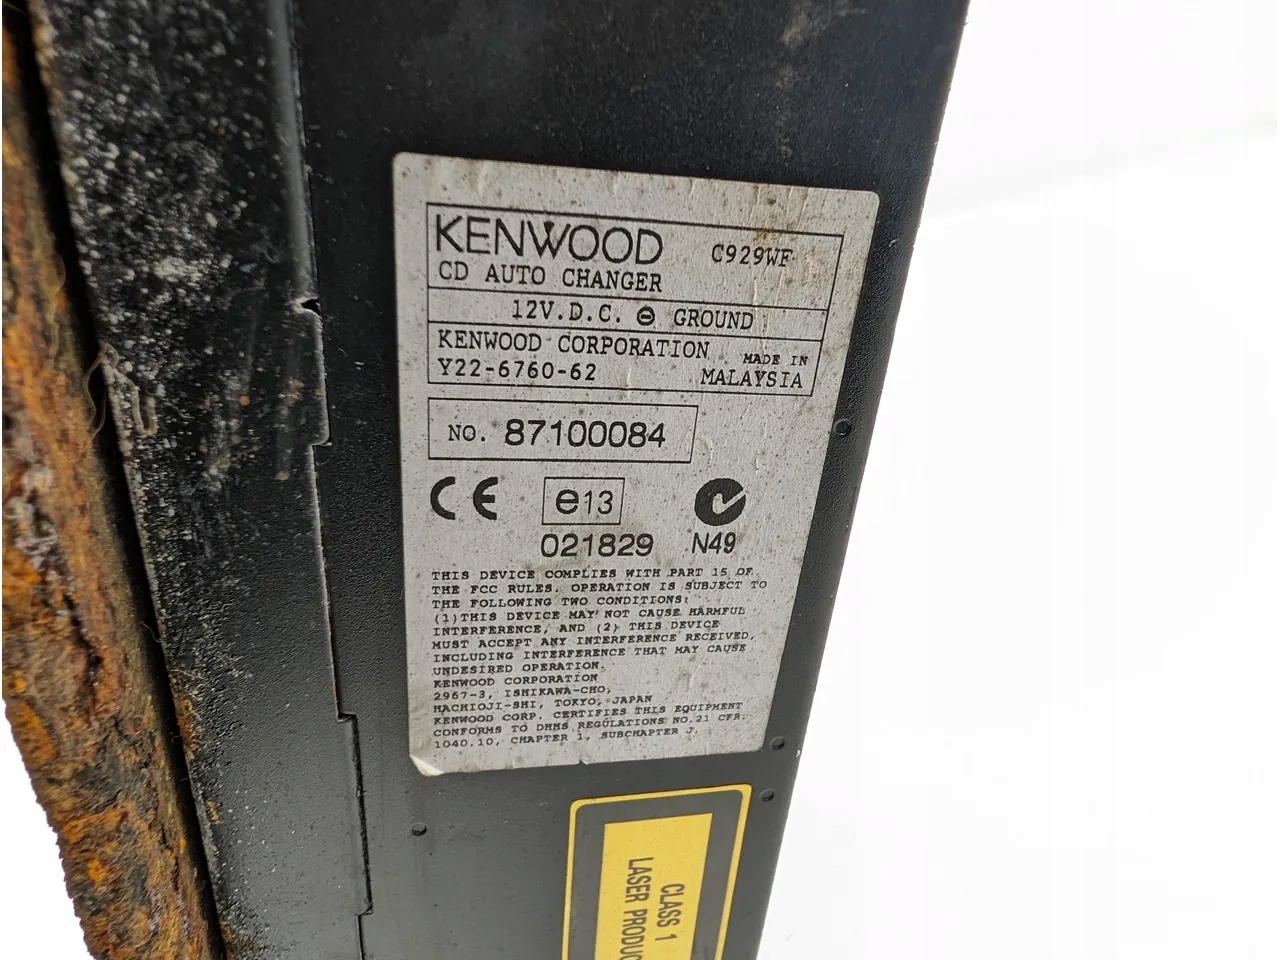 KENWOOD C929WF
CD AUTO CHANGER
12V.D.C. ⊖ GROUND
KENWOOD CORPORATION MADE IN
Y22-6760-62 MALAYSIA
NO. 87100084
CE e13
021829 N49
THIS DEVICE COMPLIES WITH PART 15 OF
THE FCC RULES. OPERATION IS SUBJECT TO
THE FOLLOWING TWO CONDITIONS:
(1)THIS DEVICE MAY NOT CAUSE HARMFUL
INTERFERENCE, AND (2) THIS DEVICE
MUST ACCEPT ANY INTERFERENCE RECEIVED,
INCLUDING INTERFERENCE THAT MAY CAUSE
UNDESIRED OPERATION.
KENWOOD CORPORATION
2967-3, ISHIKAWA-CHO,
HACHIOJI-SHI, TOKYO, JAPAN
KENWOOD CORP. CERTIFIES THIS EQUIPMENT
CONFORMS TO DHHS REGULATIONS NO.21 CFR.
1040.10, CHAPTER 1, SUBCHAPTER J.
CLASS 1
LASER PRODUC